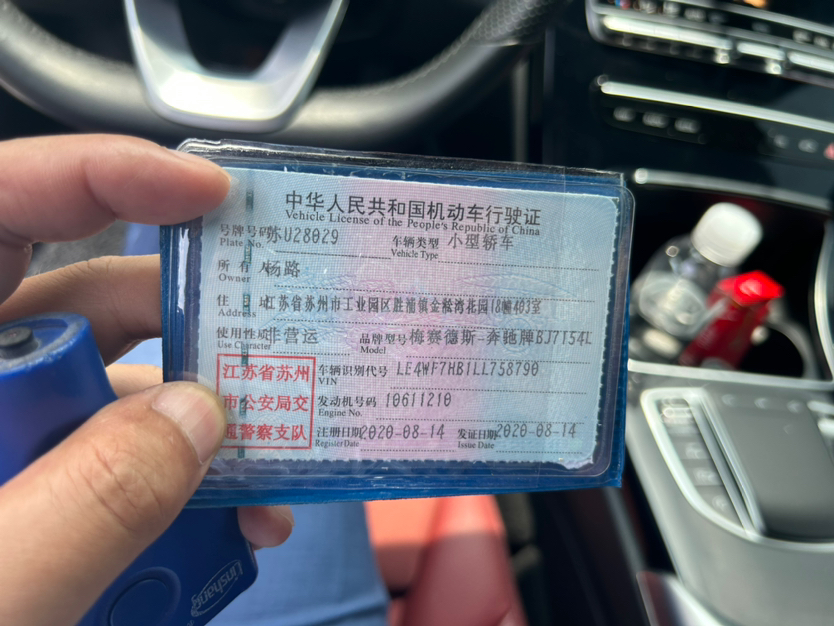 中华人民共和国机动车行驶证
Vehicle License of the People's Republic of China
号牌号码 苏U28029 车辆类型 小型轿车
Plate No. Vehicle Type
所有人 杨路
Owner
住址 江苏省苏州市工业园区胜浦镇金淞湾花园18幢403室
Address
使用性质 非营运 品牌型号 梅赛德斯-奔驰牌BJ7154L
Use Character Model
江苏省苏州 车辆识别代号 LE4WF7HB1LL758790
VIN
市公安局交 发动机号码 10611210
Engine No.
通警察支队 注册日期 2020-08-14 发证日期 2020-08-14
Register Date Issue Date
Linshang